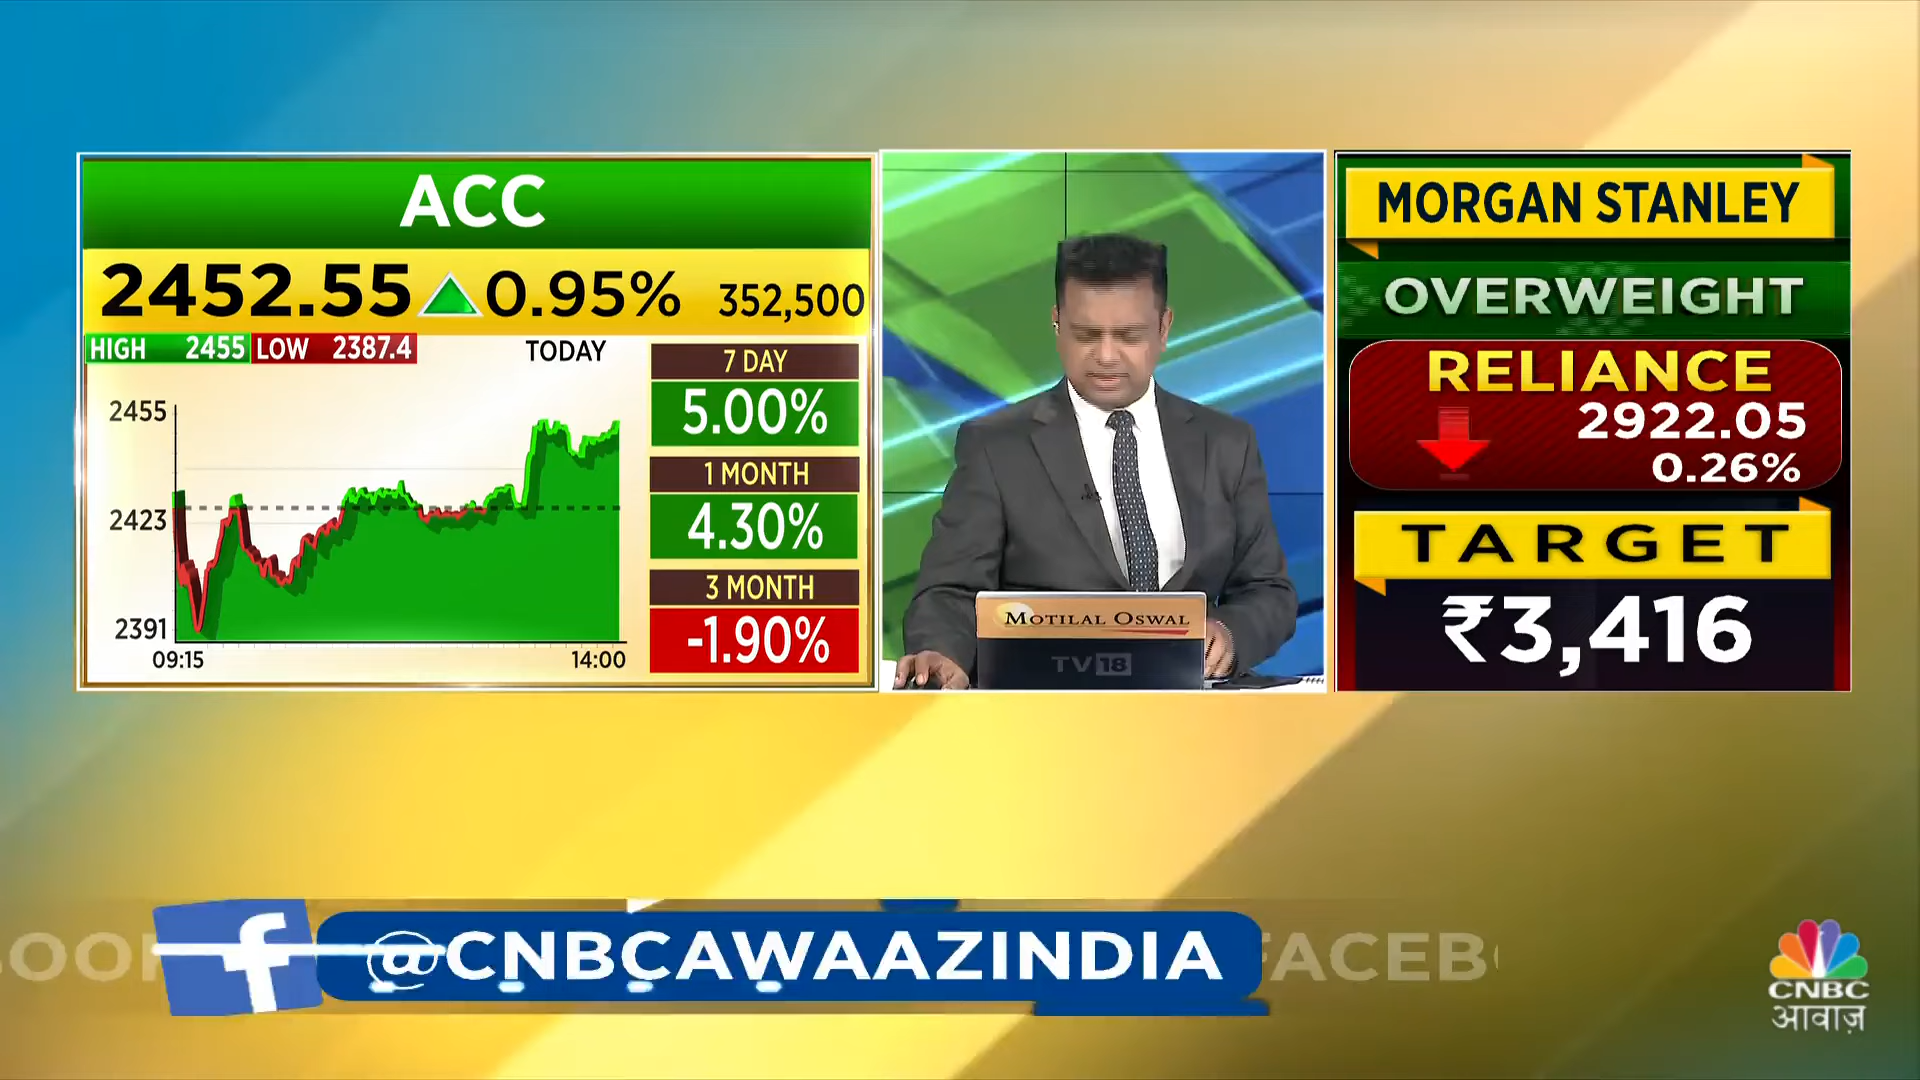 ACC
2452.55 0.95% 352,500
HIGH 2455 LOW 2387.4
TODAY
2455
2423
2391
09:15 14:00
7 DAY
5.00%
1 MONTH
4.30%
3 MONTH
-1.90%
MOTILAL OSWAL
TV18
MORGAN STANLEY
OVERWEIGHT
RELIANCE
2922.05
0.26%
TARGET
₹3,416
@CNBCAWAAZINDIA
CNBC
आवाज़